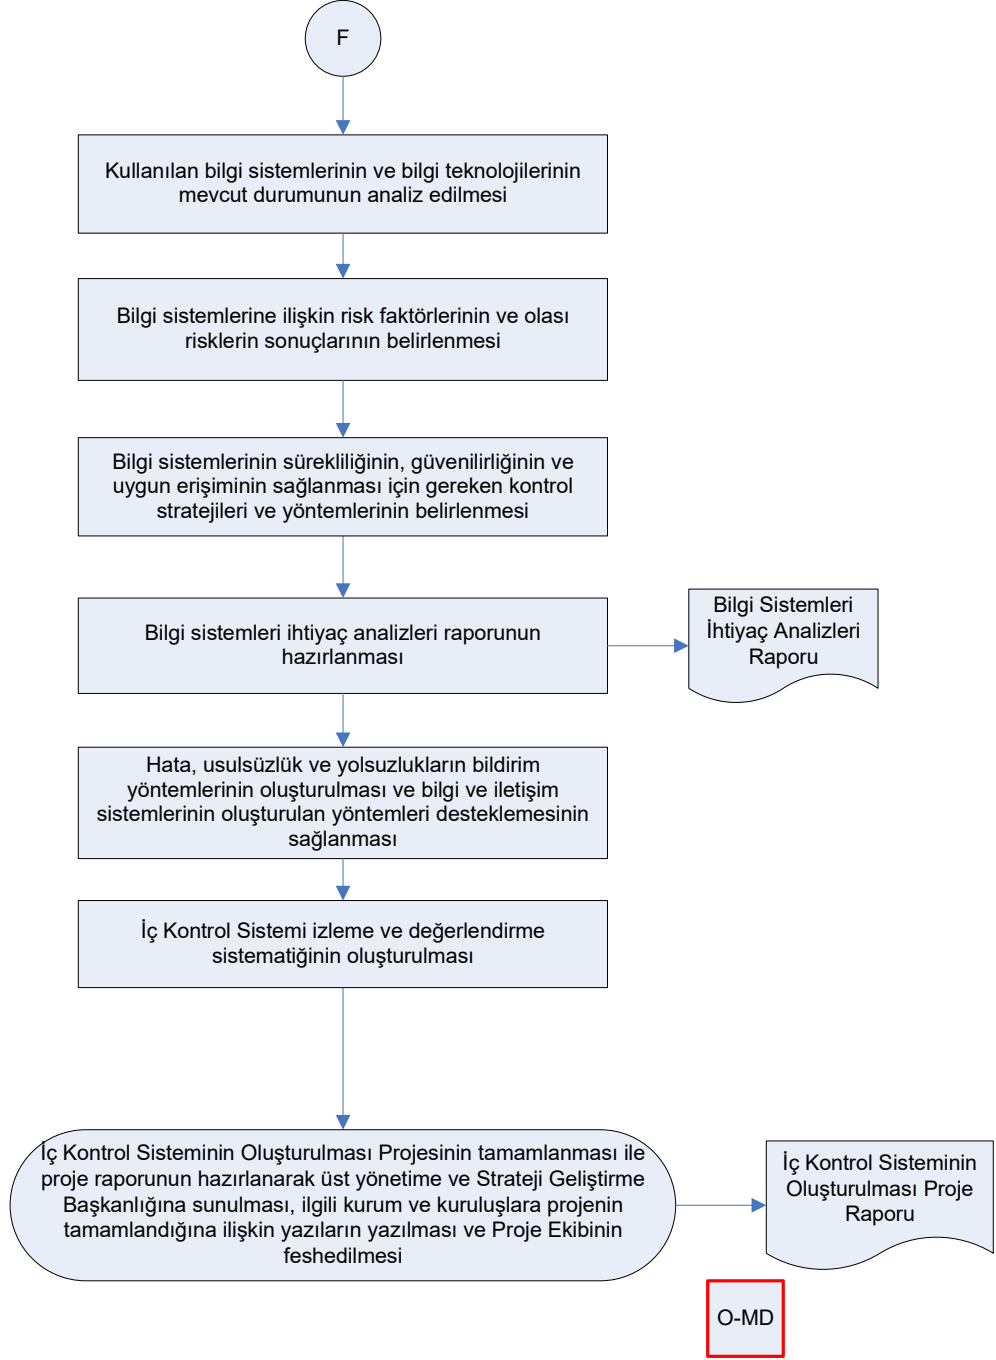 F
Kullanılan bilgi sistemlerinin ve bilgi teknolojilerinin
mevcut durumunun analiz edilmesi
Bilgi sistemlerine ilişkin risk faktörlerinin ve olası
risklerin sonuçlarının belirlenmesi
Bilgi sistemlerinin sürekliliğinin, güvenilirliğinin ve
uygun erişiminin sağlanması için gereken kontrol
stratejileri ve yöntemlerinin belirlenmesi
Bilgi sistemleri ihtiyaç analizleri raporunun
hazırlanması
Bilgi Sistemleri
İhtiyaç Analizleri
Raporu
Hata, usulsüzlük ve yolsuzlukların bildirim
yöntemlerinin oluşturulması ve bilgi ve iletişim
sistemlerinin oluşturulan yöntemleri desteklemesinin
sağlanması
İç Kontrol Sistemi izleme ve değerlendirme
sistematiğinin oluşturulması
İç Kontrol Sisteminin Oluşturulması Projesinin tamamlanması ile
proje raporunun hazırlanarak üst yönetime ve Strateji Geliştirme
Başkanlığına sunulması, ilgili kurum ve kuruluşlara projenin
tamamlandığına ilişkin yazıların yazılması ve Proje Ekibinin
feshedilmesi
İç Kontrol Sisteminin
Oluşturulması Proje
Raporu
O-MD